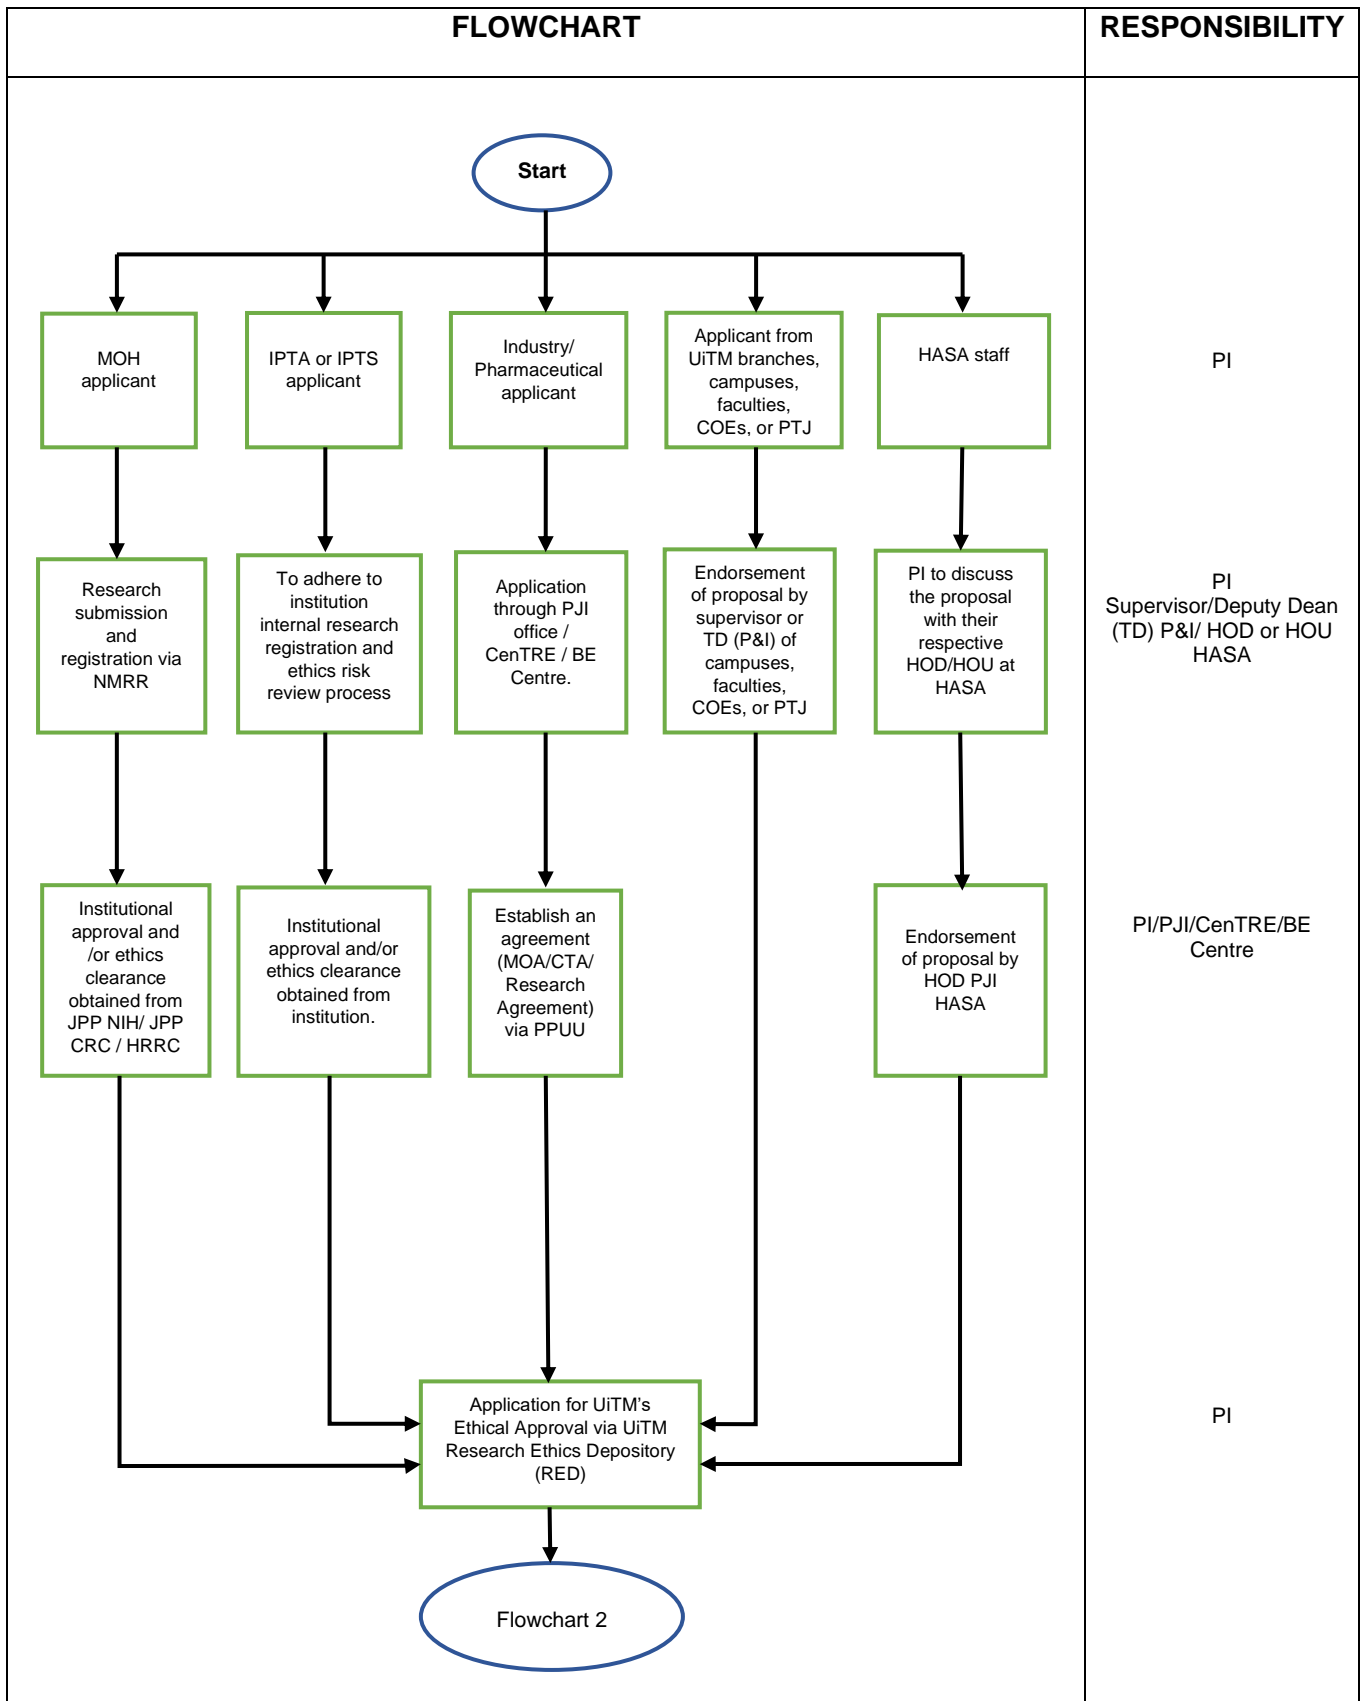 FLOWCHART
RESPONSIBILITY
Start
MOH
applicant
IPTA or IPTS
applicant
Industry/
Pharmaceutical
applicant
Applicant from
UiTM branches,
campuses,
faculties,
COEs, or PTJ
HASA staff
PI
Research
submission
and
registration via
NMRR
To adhere to
institution
internal research
registration and
ethics risk
review process
Application
through PJI
office /
CenTRE / BE
Centre.
Endorsement
of proposal by
supervisor or
TD (P&I) of
campuses,
faculties,
COEs, or PTJ
PI to discuss
the proposal
with their
respective
HOD/HOU at
HASA
PI
Supervisor/Deputy Dean
(TD) P&I/ HOD or HOU
HASA
Institutional
approval and
/or ethics
clearance
obtained from
JPP NIH/ JPP
CRC / HRRC
Institutional
approval and/or
ethics clearance
obtained from
institution.
Establish an
agreement
(MOA/CTA/
Research
Agreement)
via PPUU
Endorsement
of proposal by
HOD PJI
HASA
PI/PJI/CenTRE/BE
Centre
Application for UiTM’s
Ethical Approval via UiTM
Research Ethics Depository
(RED)
PI
Flowchart 2